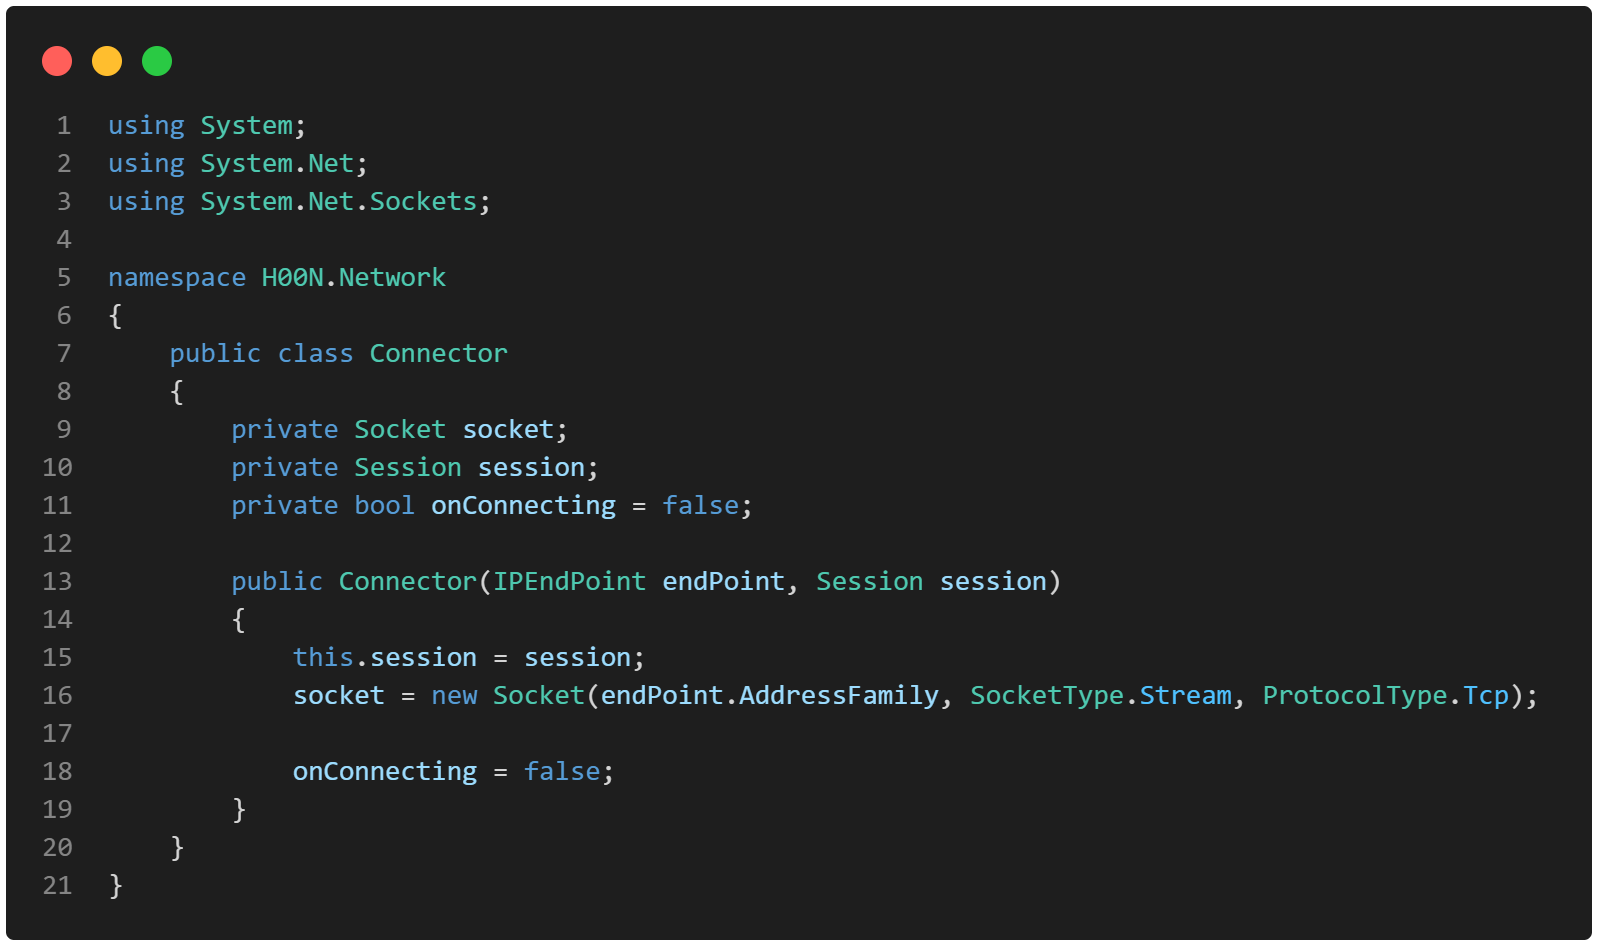 1 using System;
2 using System.Net;
3 using System.Net.Sockets;
4
5 namespace H00N.Network
6 {
7     public class Connector
8     {
9         private Socket socket;
10         private Session session;
11         private bool onConnecting = false;
12
13         public Connector(IPEndPoint endPoint, Session session)
14         {
15             this.session = session;
16             socket = new Socket(endPoint.AddressFamily, SocketType.Stream, ProtocolType.Tcp);
17
18             onConnecting = false;
19         }
20     }
21 }